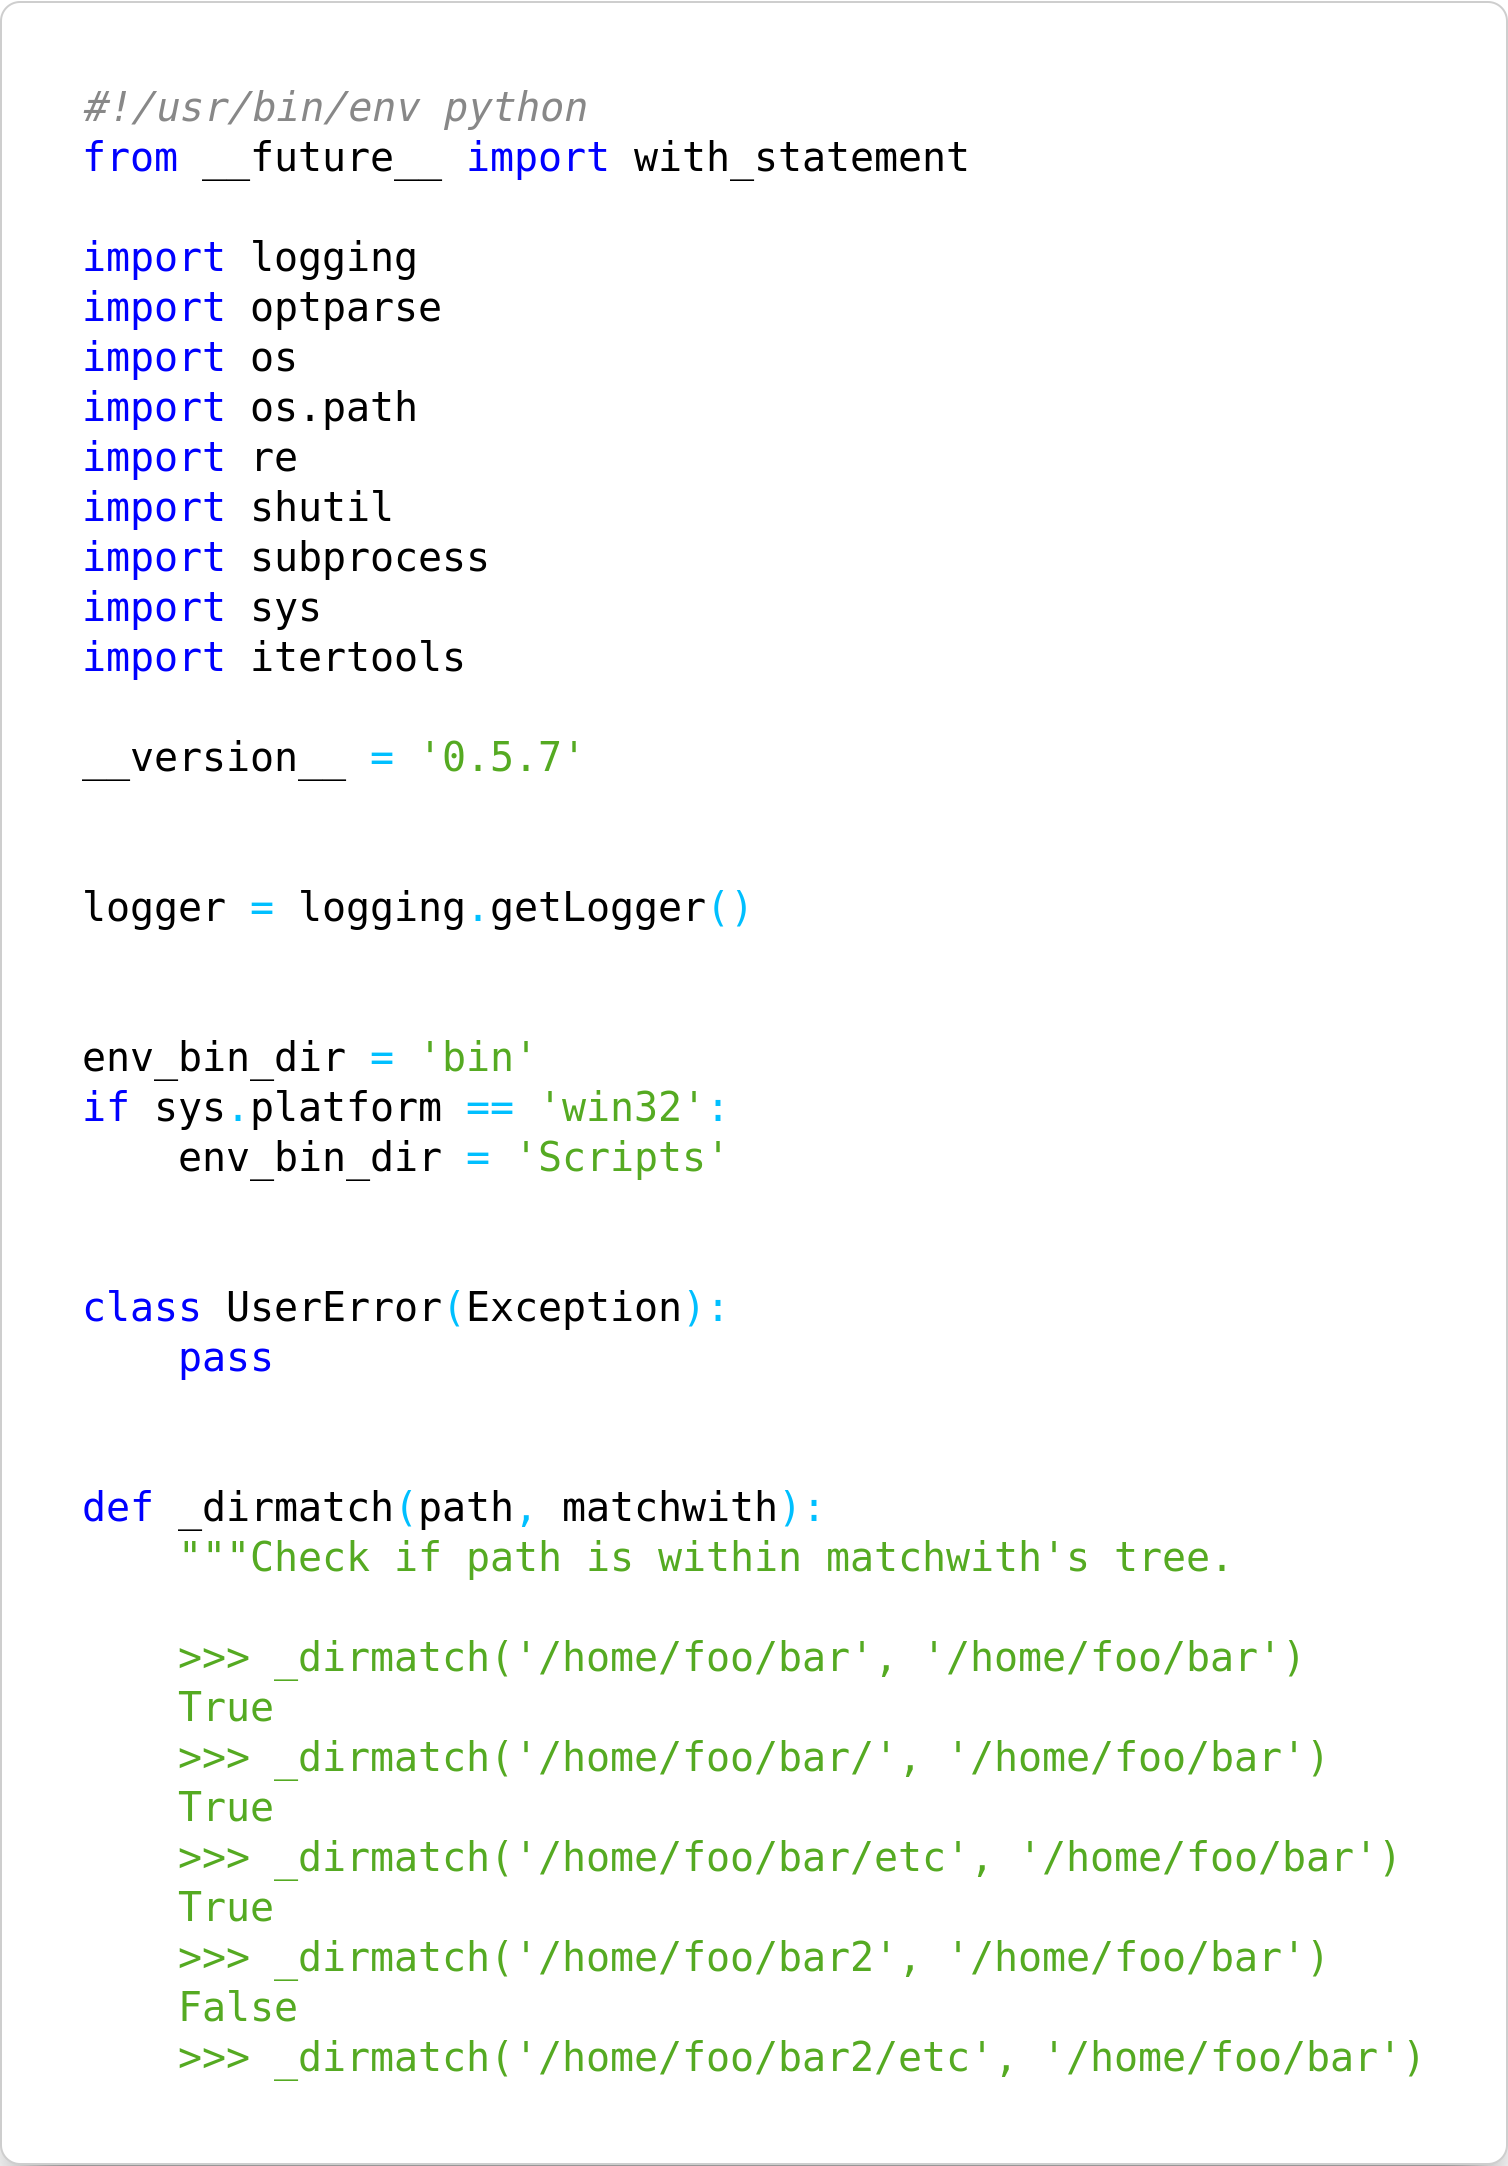 #!/usr/bin/env python
from __future__ import with_statement

import logging
import optparse
import os
import os.path
import re
import shutil
import subprocess
import sys
import itertools

__version__ = '0.5.7'


logger = logging.getLogger()


env_bin_dir = 'bin'
if sys.platform == 'win32':
    env_bin_dir = 'Scripts'


class UserError(Exception):
    pass


def _dirmatch(path, matchwith):
    """Check if path is within matchwith's tree.

    >>> _dirmatch('/home/foo/bar', '/home/foo/bar')
    True
    >>> _dirmatch('/home/foo/bar/', '/home/foo/bar')
    True
    >>> _dirmatch('/home/foo/bar/etc', '/home/foo/bar')
    True
    >>> _dirmatch('/home/foo/bar2', '/home/foo/bar')
    False
    >>> _dirmatch('/home/foo/bar2/etc', '/home/foo/bar')